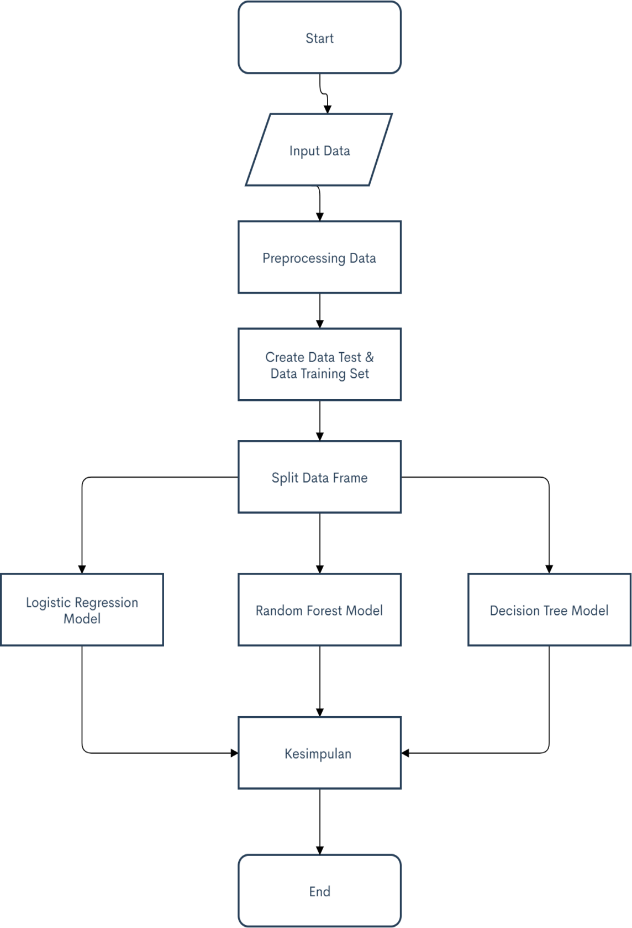 Start
Input Data
Preprocessing Data
Create Data Test &
Data Training Set
Split Data Frame
Logistic Regression
Model
Random Forest Model
Decision Tree Model
Kesimpulan
End